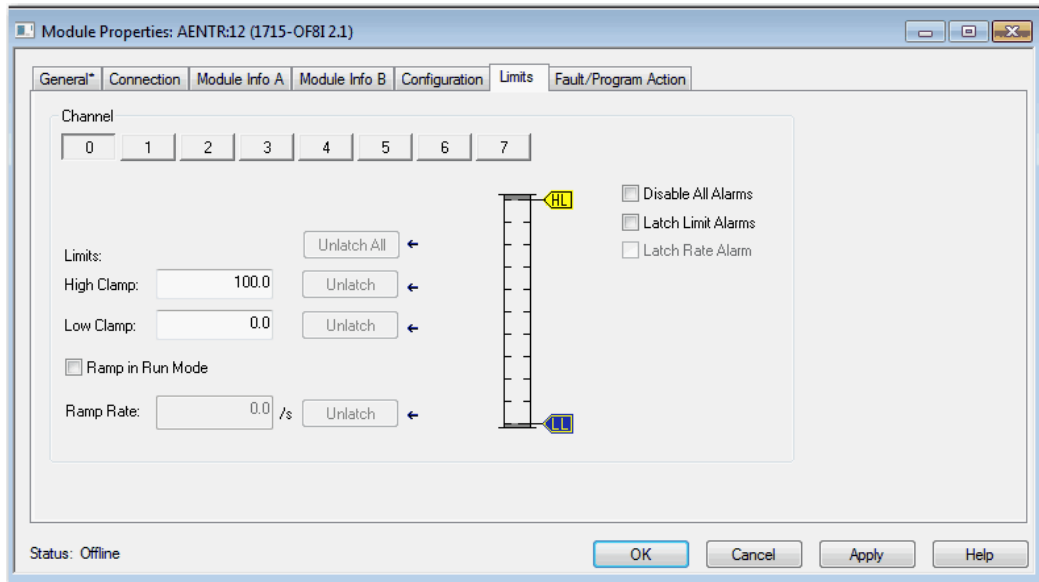 Module Properties: AENTR:12 (1715-OF8I 2.1)
General* Connection Module Info A Module Info B Configuration Limits Fault/Program Action
Channel
0 1 2 3 4 5 6 7
HL
Disable All Alarms
Latch Limit Alarms
Latch Rate Alarm
Limits:
Unlatch All
High Clamp: 100.0 Unlatch
Low Clamp: 0.0 Unlatch
Ramp in Run Mode
Ramp Rate: 0.0 /s Unlatch
LL
Status: Offline
OK Cancel Apply Help